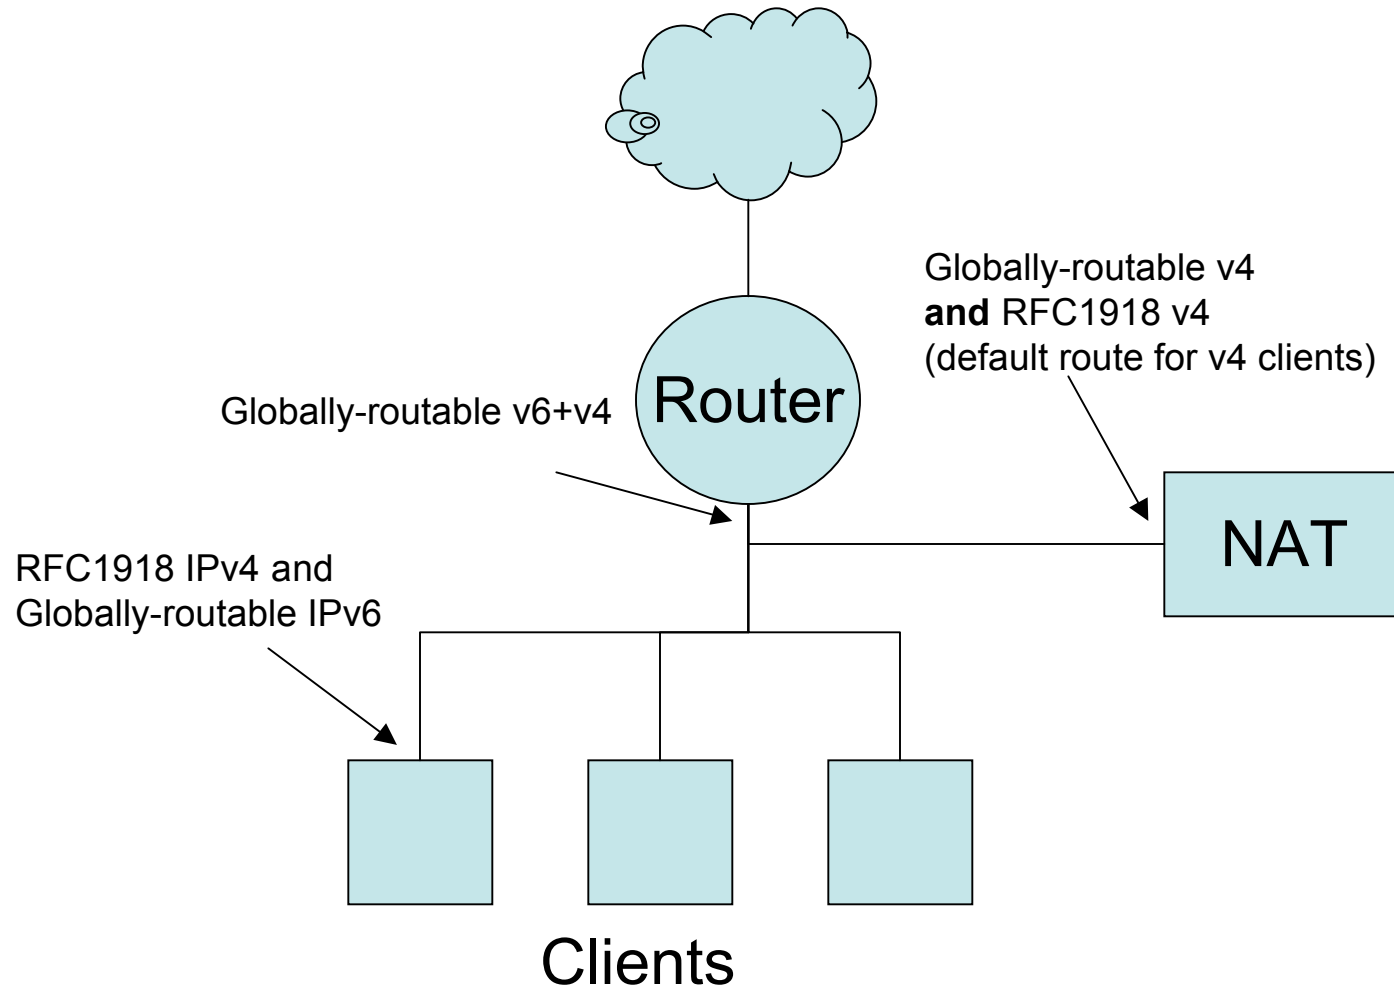 Globally-routable v4
and RFC1918 v4
(default route for v4 clients)
Router
Globally-routable v6+v4
NAT
RFC1918 IPv4 and
Globally-routable IPv6
Clients